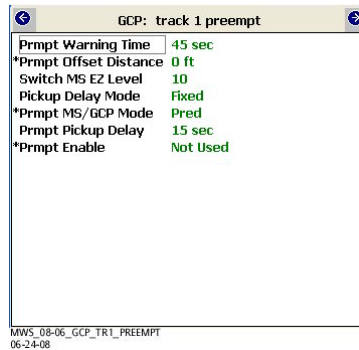 GCP: track 1 preempt
Prmpt Warning Time 45 sec
*Prmpt Offset Distance 0 ft
Switch MS EZ Level 10
Pickup Delay Mode Fixed
*Prmpt MS/GCP Mode Pred
Prmpt Pickup Delay 15 sec
*Prmpt Enable Not Used
MWS_08-06_GCP_TR1_PREEMPT
06-24-08